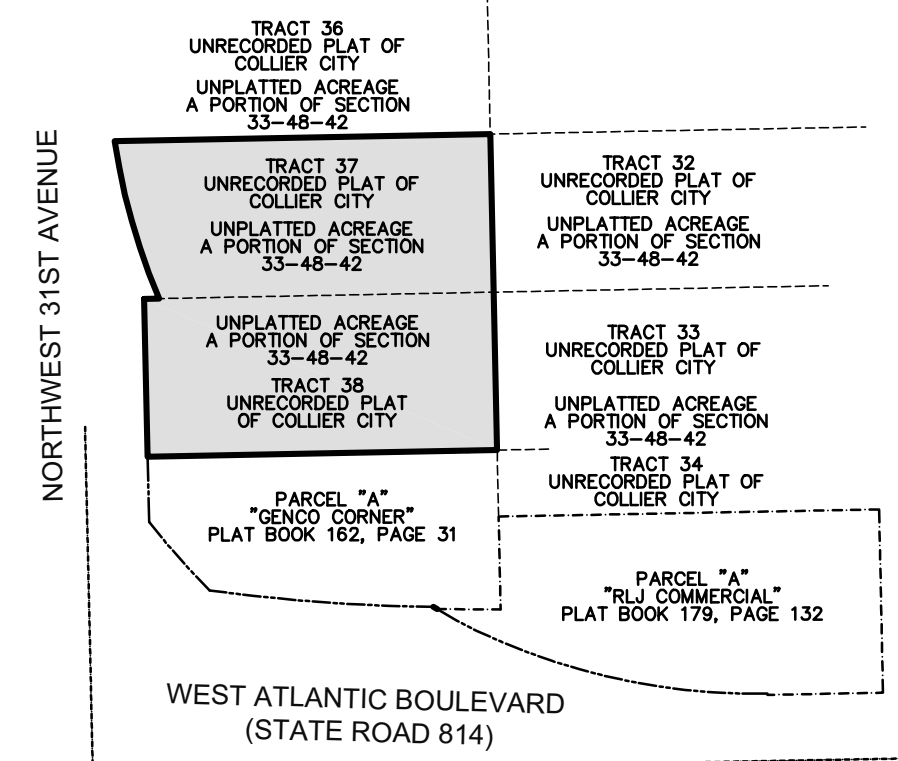 TRACT 36
UNRECORDED PLAT OF
COLLIER CITY
UNPLATTED ACREAGE
A PORTION OF SECTION
33-48-42
NORTHWEST 31ST AVENUE
TRACT 37
UNRECORDED PLAT OF
COLLIER CITY
UNPLATTED ACREAGE
A PORTION OF SECTION
33-48-42
TRACT 32
UNRECORDED PLAT OF
COLLIER CITY
UNPLATTED ACREAGE
A PORTION OF SECTION
33-48-42
UNPLATTED ACREAGE
A PORTION OF SECTION
33-48-42
TRACT 38
UNRECORDED PLAT
OF COLLIER CITY
TRACT 33
UNRECORDED PLAT OF
COLLIER CITY
UNPLATTED ACREAGE
A PORTION OF SECTION
33-48-42
TRACT 34
UNRECORDED PLAT OF
COLLIER CITY
PARCEL "A"
"GENCO CORNER"
PLAT BOOK 162, PAGE 31
PARCEL "A"
"RLJ COMMERCIAL"
PLAT BOOK 179, PAGE 132
WEST ATLANTIC BOULEVARD
(STATE ROAD 814)